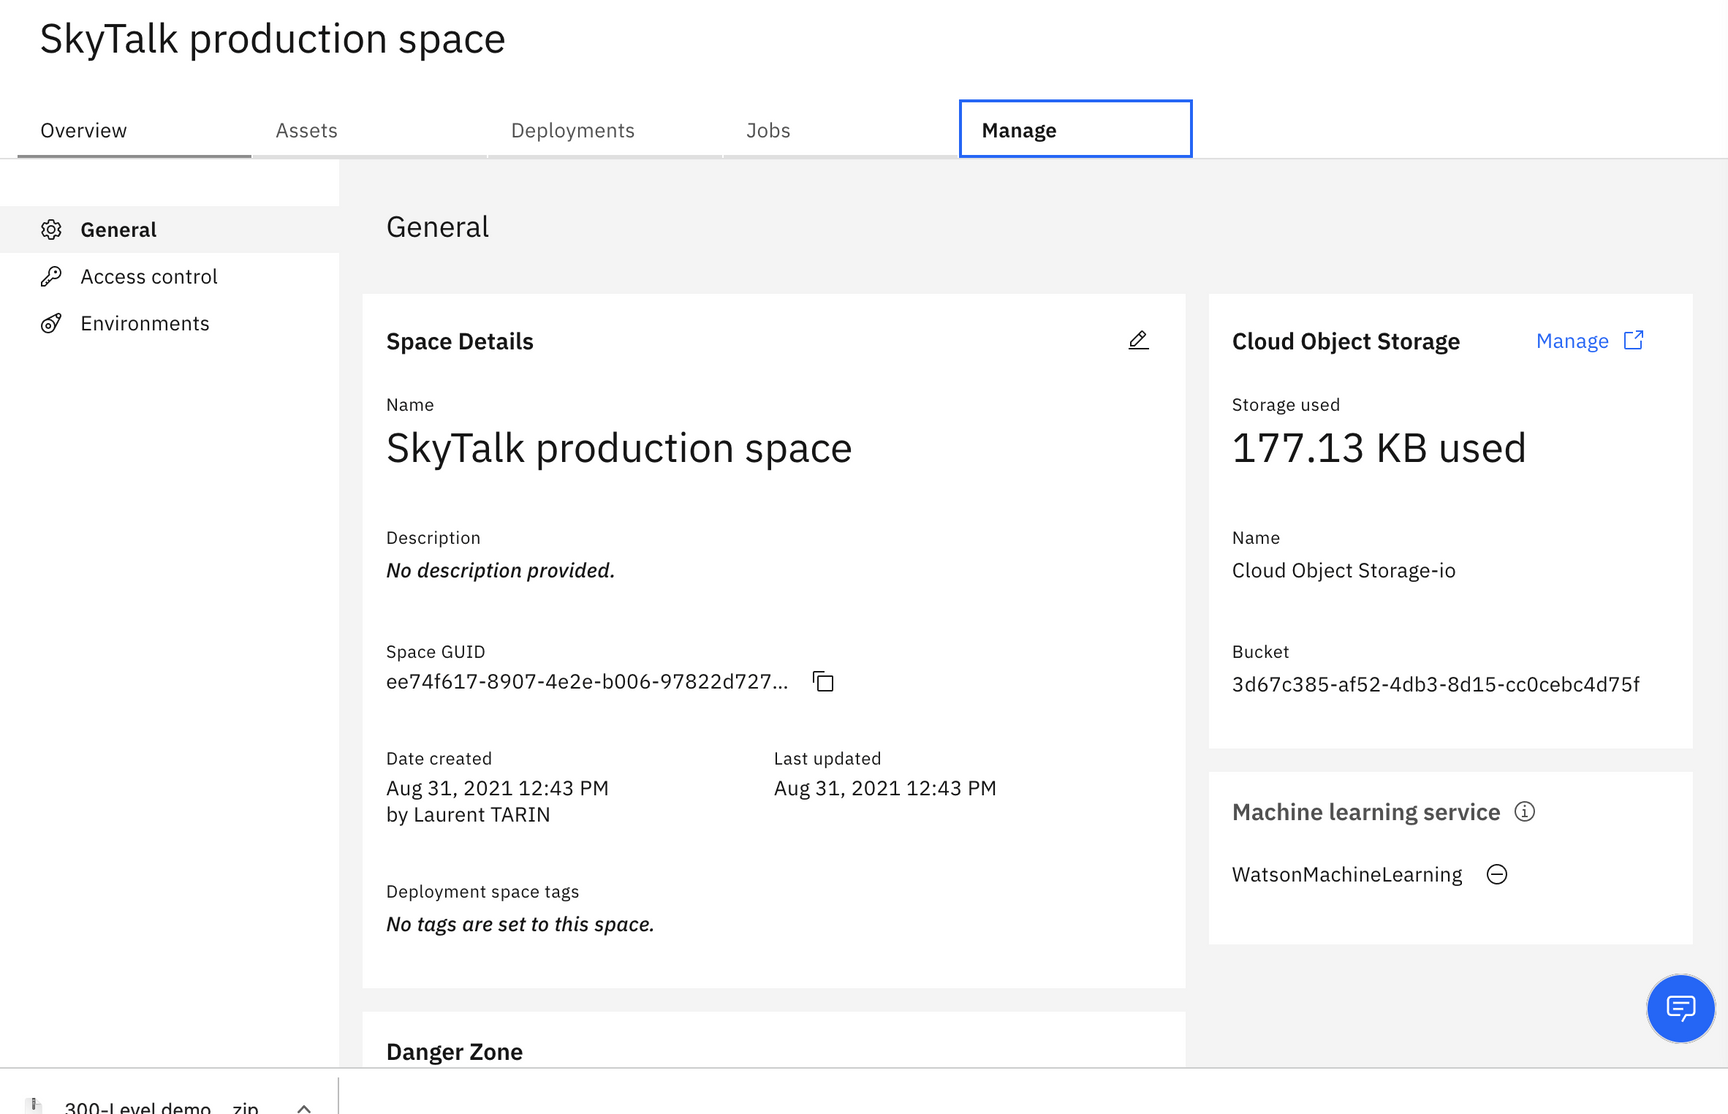 SkyTalk production space
Overview
Assets
Deployments
Jobs
Manage
General
Access control
Environments
General
Space Details
Name
SkyTalk production space
Description
No description provided.
Space GUID
ee74f617-8907-4e2e-b006-97822d727...
Date created
Aug 31, 2021 12:43 PM
by Laurent TARIN
Last updated
Aug 31, 2021 12:43 PM
Deployment space tags
No tags are set to this space.
Danger Zone
Cloud Object Storage
Manage
Storage used
177.13 KB used
Name
Cloud Object Storage-io
Bucket
3d67c385-af52-4db3-8d15-cc0cebc4d75f
Machine learning service
WatsonMachineLearning
300-Level demo....zip